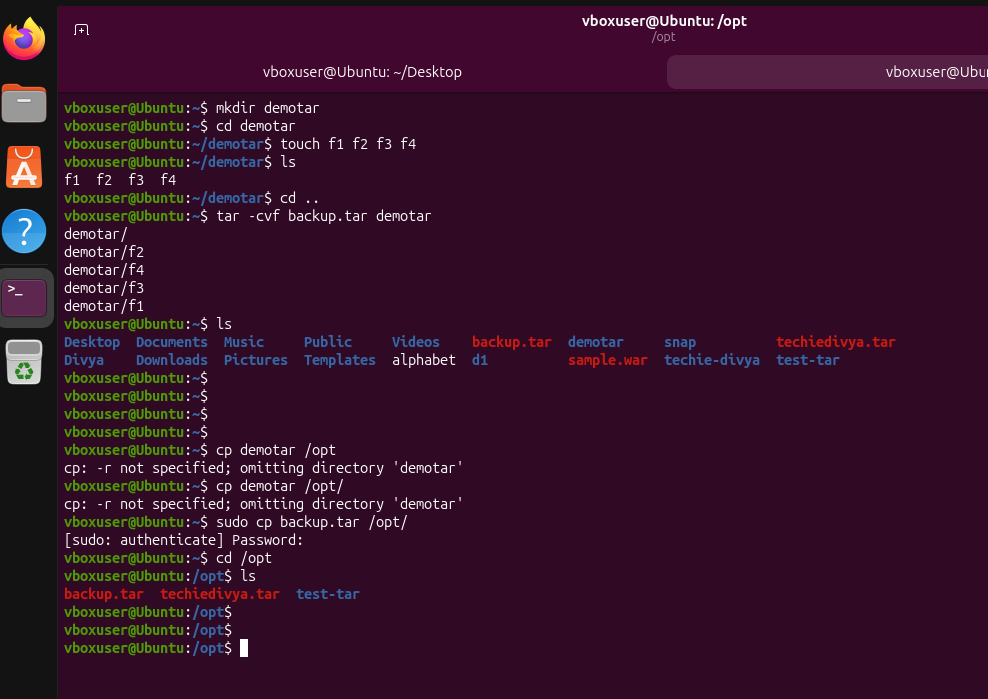 vboxuser@Ubuntu: /opt
/opt
vboxuser@Ubuntu: ~/Desktop
vboxuser@Ubu
vboxuser@Ubuntu:~$ mkdir demotar
vboxuser@Ubuntu:~$ cd demotar
vboxuser@Ubuntu:~/demotar$ touch f1 f2 f3 f4
vboxuser@Ubuntu:~/demotar$ ls
f1  f2  f3  f4
vboxuser@Ubuntu:~/demotar$ cd ..
vboxuser@Ubuntu:~$ tar -cvf backup.tar demotar
demotar/
demotar/f2
demotar/f4
demotar/f3
demotar/f1
vboxuser@Ubuntu:~$ ls
Desktop  Documents  Music     Public     Videos    backup.tar  demotar     snap           techiedivya.tar
Divya    Downloads  Pictures  Templates  alphabet  d1          sample.war  techie-divya  test-tar
vboxuser@Ubuntu:~$
vboxuser@Ubuntu:~$
vboxuser@Ubuntu:~$
vboxuser@Ubuntu:~$
vboxuser@Ubuntu:~$ cp demotar /opt
cp: -r not specified; omitting directory 'demotar'
vboxuser@Ubuntu:~$ cp demotar /opt/
cp: -r not specified; omitting directory 'demotar'
vboxuser@Ubuntu:~$ sudo cp backup.tar /opt/
[sudo: authenticate] Password:
vboxuser@Ubuntu:~$ cd /opt
vboxuser@Ubuntu:/opt$ ls
backup.tar  techiedivya.tar  test-tar
vboxuser@Ubuntu:/opt$
vboxuser@Ubuntu:/opt$
vboxuser@Ubuntu:/opt$